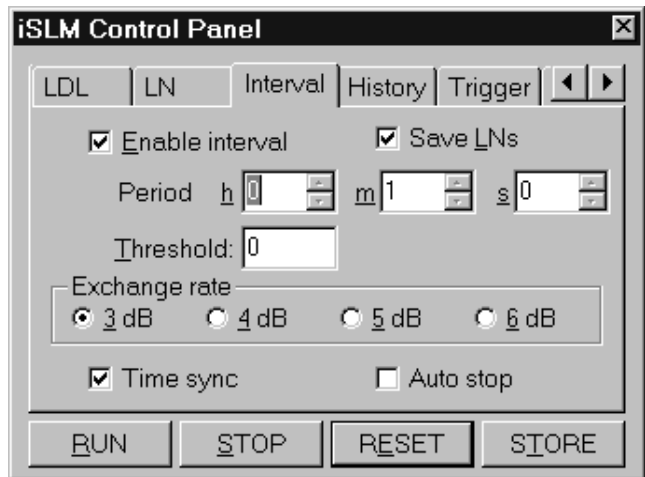 iSLM Control Panel
LDL LN Interval History Trigger
Enable interval Save LNs
Period h 0 m 1 s 0
Threshold: 0
Exchange rate
3 dB 4 dB 5 dB 6 dB
Time sync Auto stop
RUN STOP RESET STORE